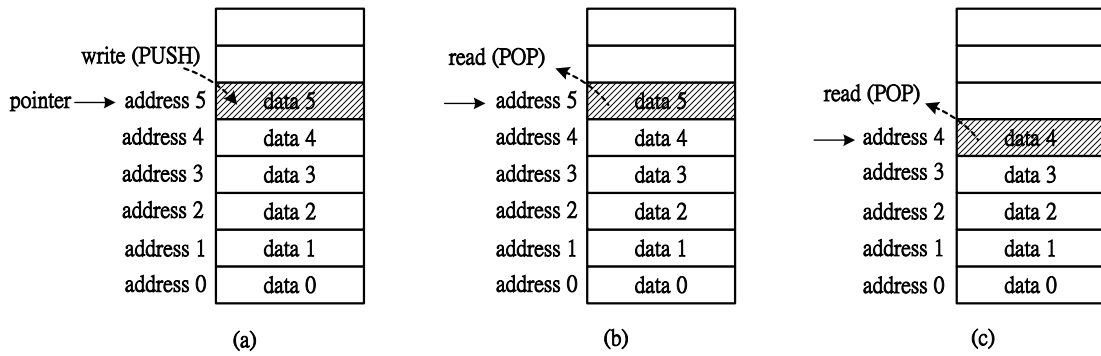 write (PUSH)
pointer
address 5
data 5
address 4
data 4
address 3
data 3
address 2
data 2
address 1
data 1
address 0
data 0
(a)
read (POP)
address 5
data 5
address 4
data 4
address 3
data 3
address 2
data 2
address 1
data 1
address 0
data 0
(b)
read (POP)
address 4
data 4
address 3
data 3
address 2
data 2
address 1
data 1
address 0
data 0
(c)